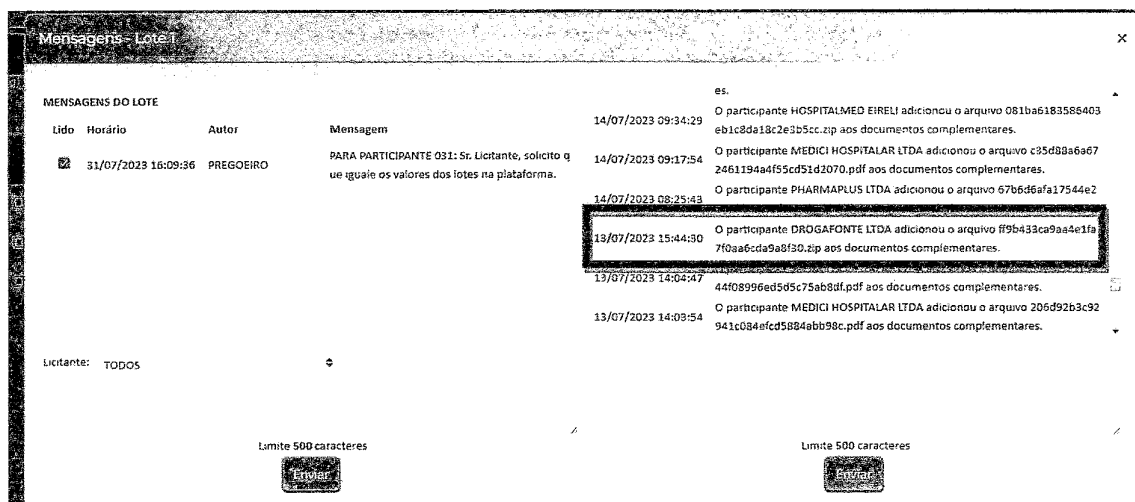 Mensagens - Lote 1
×
MENSAGENS DO LOTE
Lido Horário Autor Mensagem
31/07/2023 16:09:36 PREGOEIRO PARA PARTICIPANTE 031: Sr. Licitante, solicito q
ue iguale os valores dos lotes na plataforma.
Licitante: TODOS
Limite 500 caracteres
Enviar
es.
14/07/2023 09:34:29 O participante HOSPITALMED EIRELI adicionou o arquivo 081ba6183586403
eb1c8da18c2e3b5cc.zip aos documentos complementares.
14/07/2023 09:17:54 O participante MEDICI HOSPITALAR LTDA adicionou o arquivo c35d88a6a67
2461194a4f55cd51d2070.pdf aos documentos complementares.
14/07/2023 08:25:43 O participante PHARMAPLUS LTDA adicionou o arquivo 67b6d6afa17544e2
13/07/2023 15:44:30 O participante DROGAFONTE LTDA adicionou o arquivo ff9b433ca9aa4e1fa
7f0aa6cda9a8f30.zip aos documentos complementares.
13/07/2023 14:04:47 44f08996ed5d5c75ab8df.pdf aos documentos complementares.
13/07/2023 14:03:54 O participante MEDICI HOSPITALAR LTDA adicionou o arquivo 206d92b3c92
941c084efcd5884abb98c.pdf aos documentos complementares.
Limite 500 caracteres
Enviar